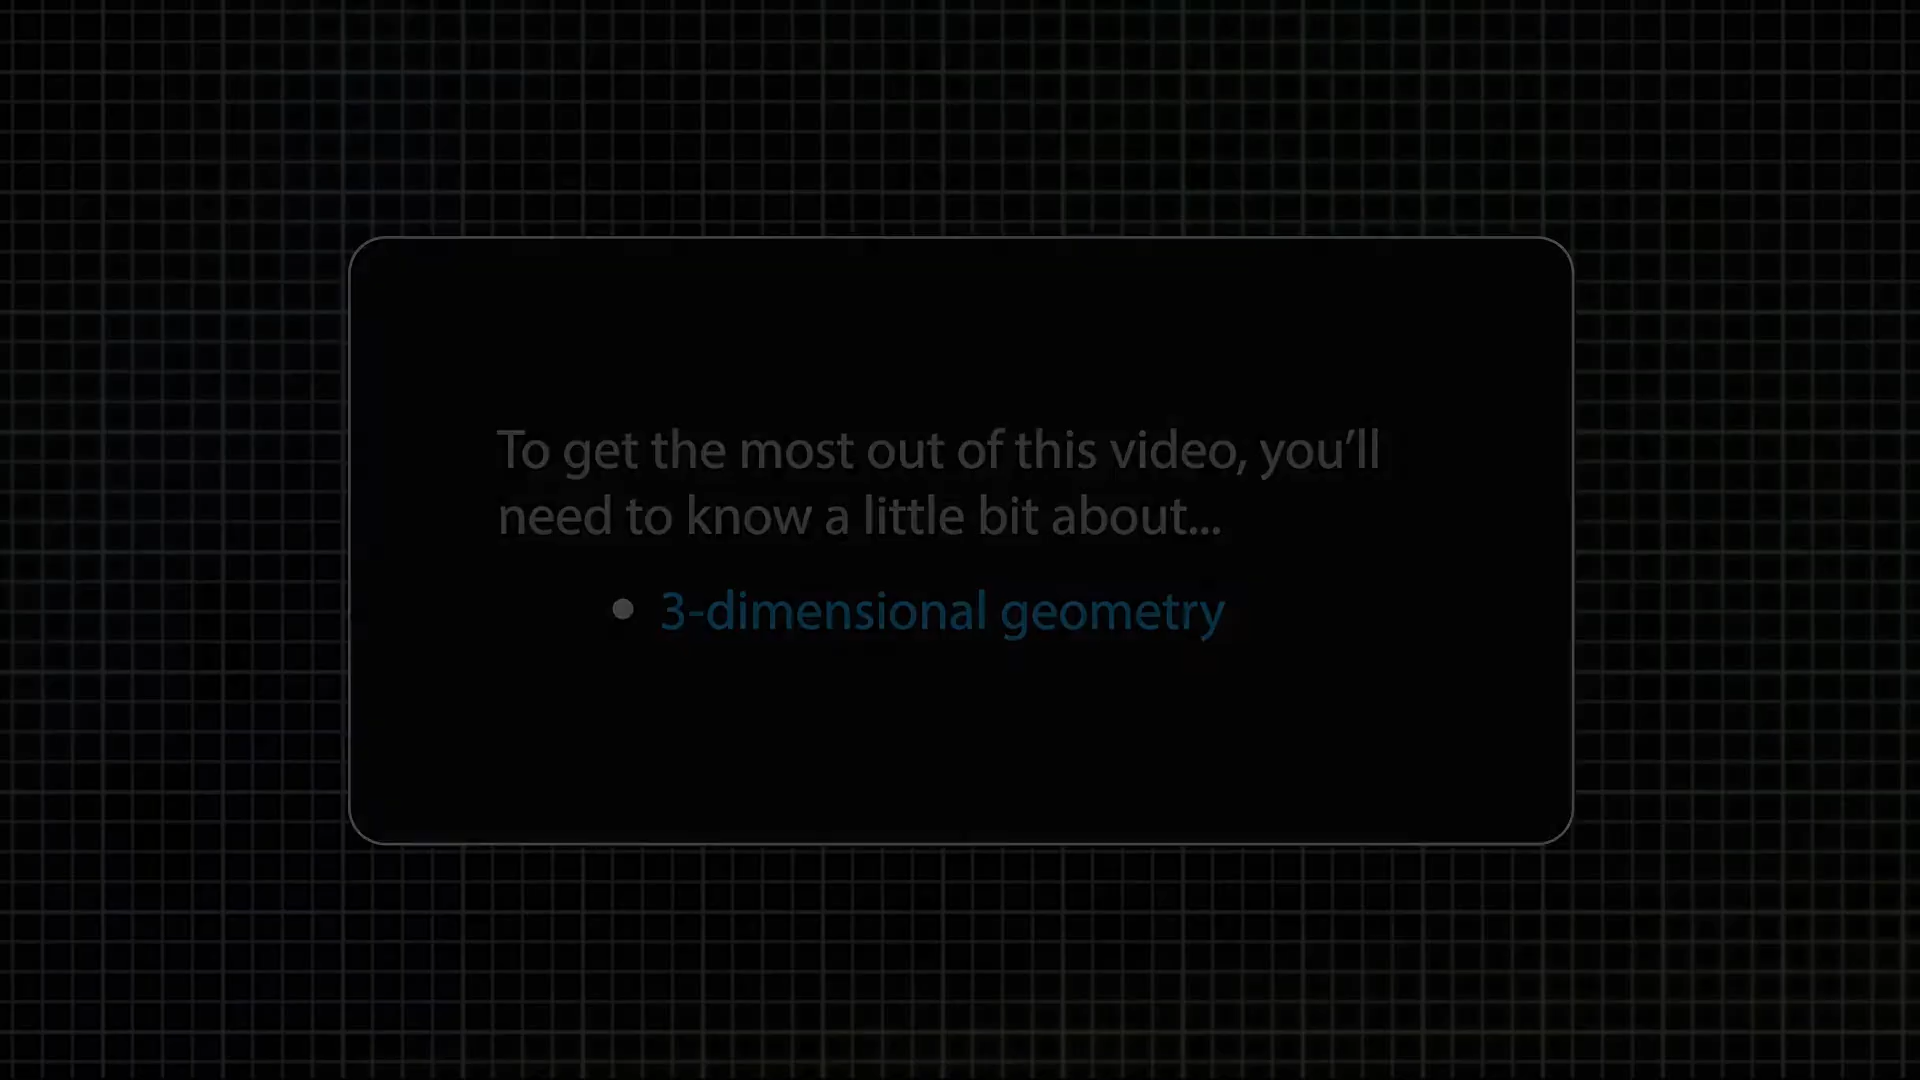 To get the most out of this video, you’ll
need to know a little bit about...
• 3-dimensional geometry